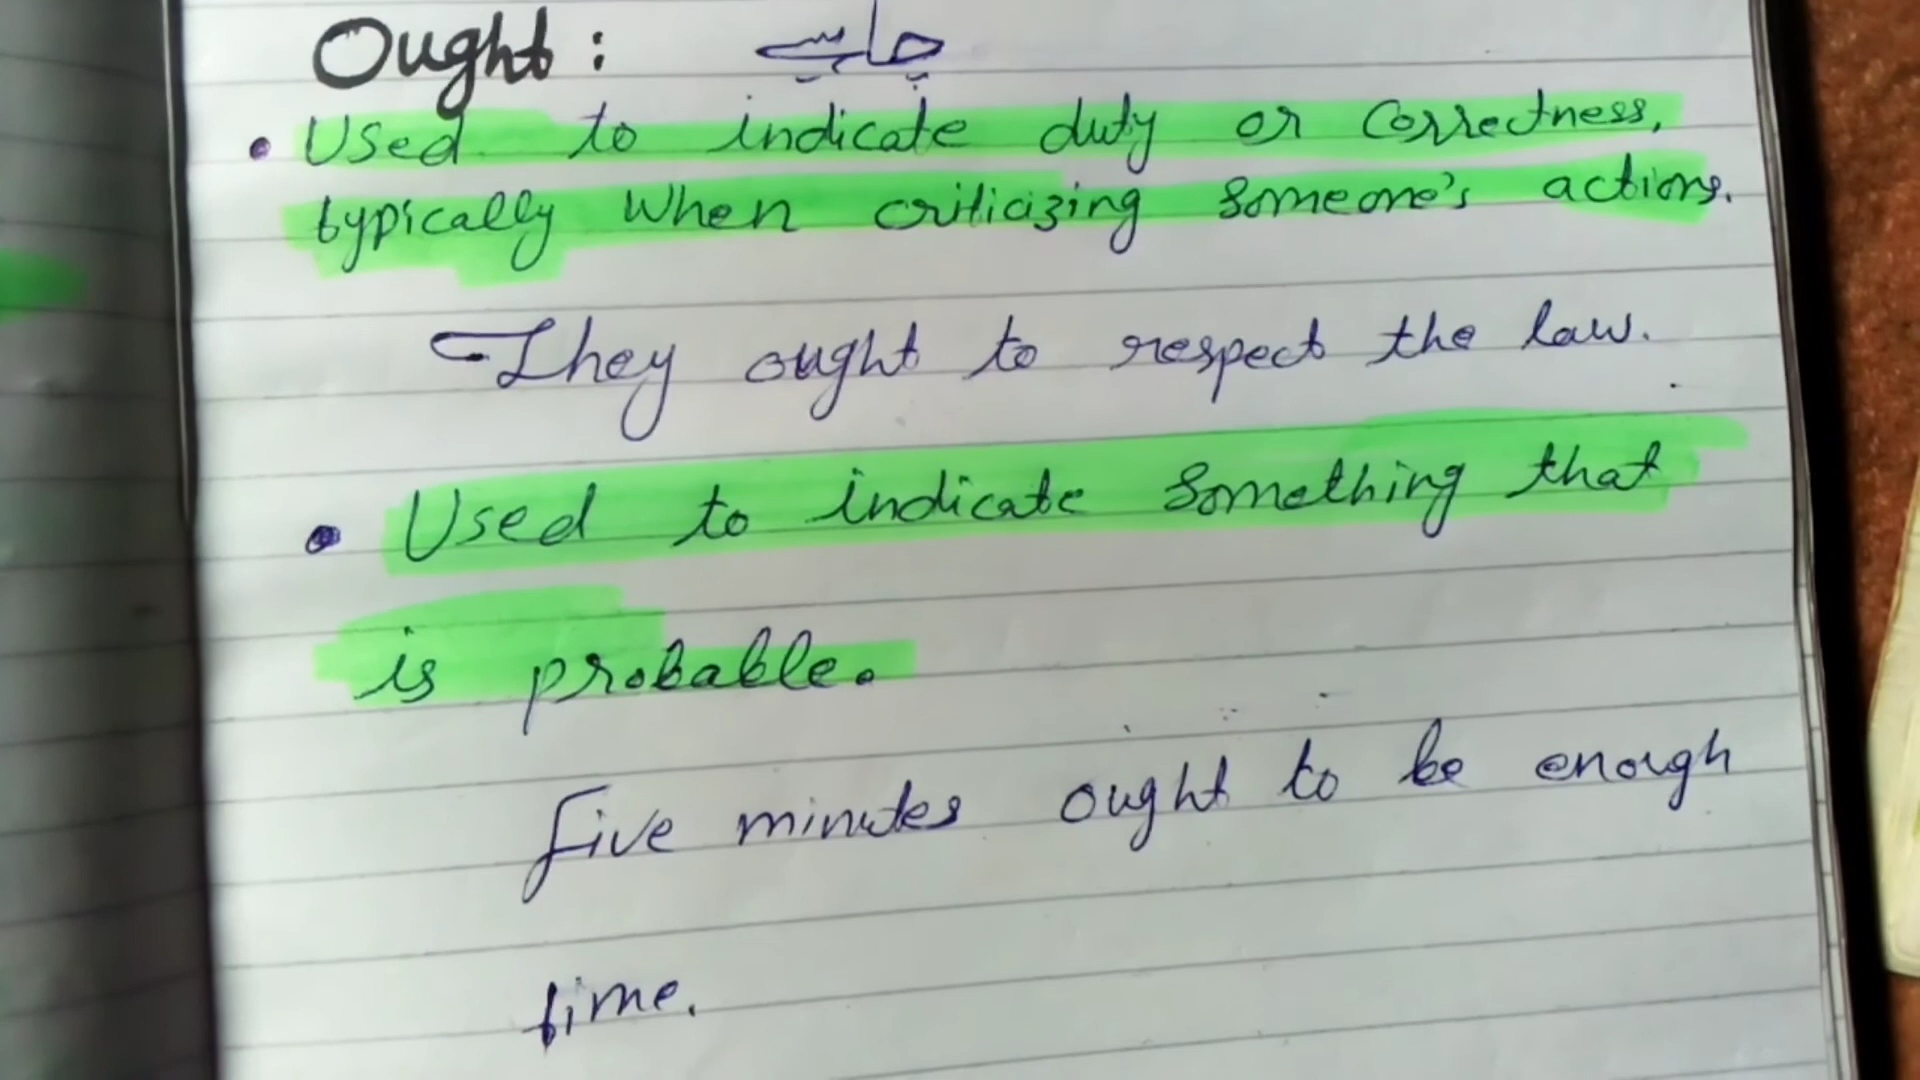 Ought: چاہیے
• Used to indicate duty or correctness,
typically when criticizing someone's actions.
They ought to respect the law.
• Used to indicate something that
is probable.
Five minutes ought to be enough
time.